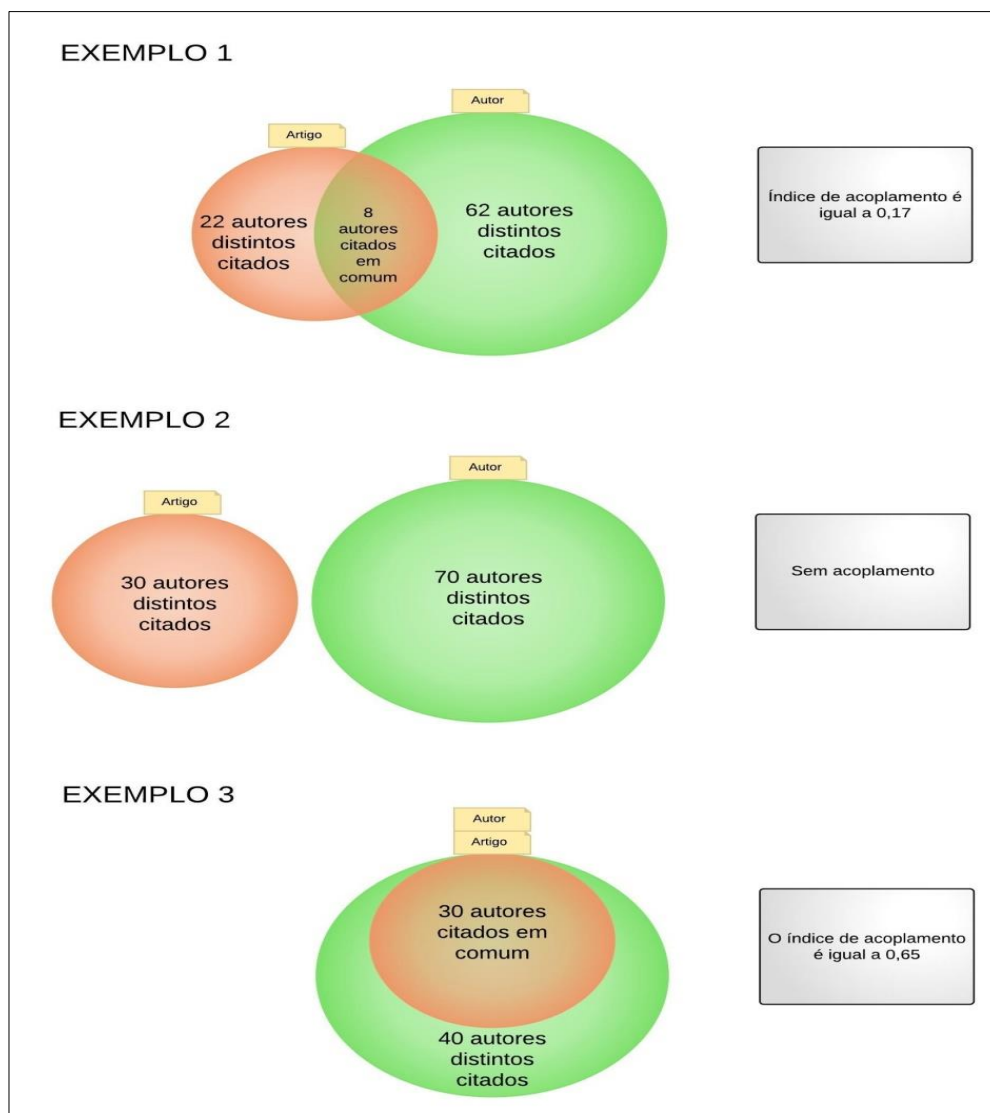 EXEMPLO 1
Autor
Artigo
22 autores
distintos
citados
8
autores
citados
em
comum
62 autores
distintos
citados
Índice de acoplamento é
igual a 0,17
EXEMPLO 2
Autor
Artigo
30 autores
distintos
citados
70 autores
distintos
citados
Sem acoplamento
EXEMPLO 3
Autor
Artigo
30 autores
citados em
comum
40 autores
distintos
citados
O índice de acoplamento
é igual a 0,65